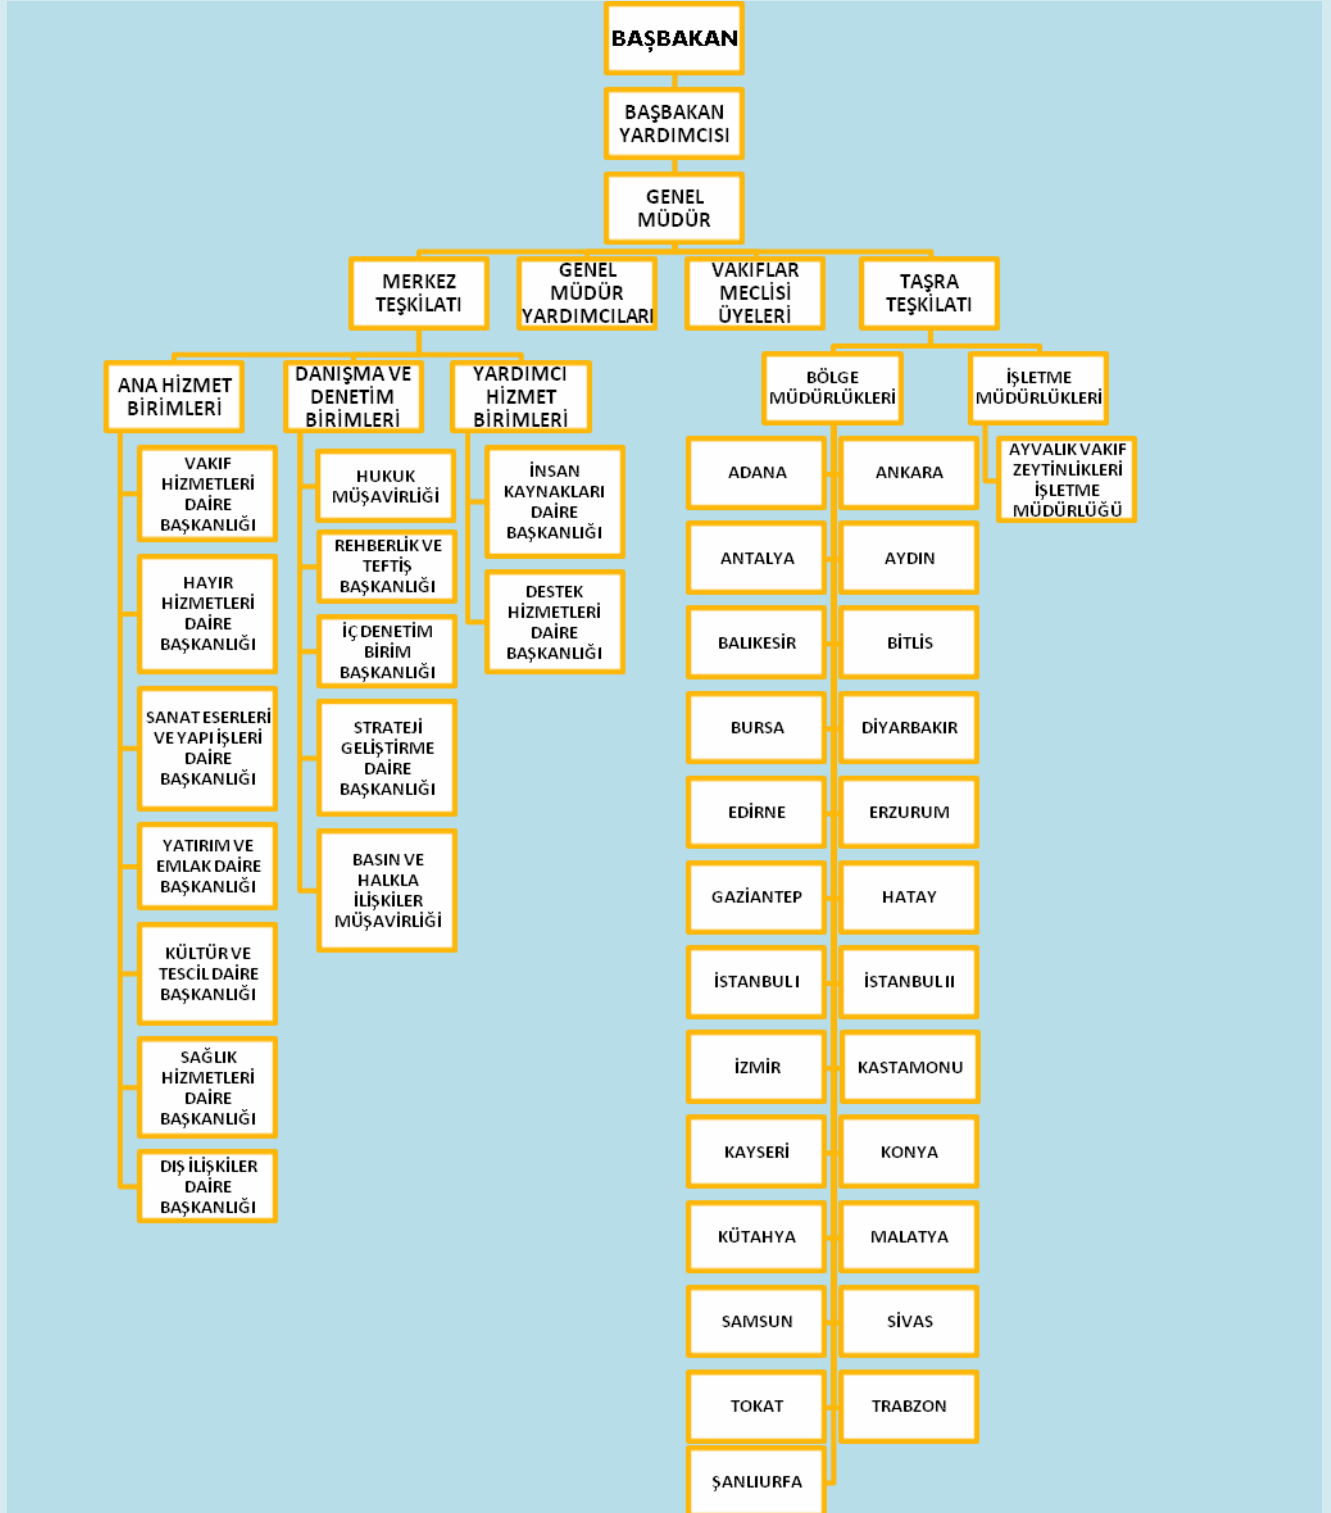 BAŞBAKAN
BAŞBAKAN
YARDIMCISI
GENEL
MÜDÜR
MERKEZ
TEŞKİLATI
GENEL
MÜDÜR
YARDIMCILARI
VAKIFLAR
MECLİSİ
ÜYELERİ
TAŞRA
TEŞKİLATI
ANA HİZMET
BİRİMLERİ
VAKIF
HİZMETLERİ
DAİRE
BAŞKANLIĞI
HAYIR
HİZMETLERİ
DAİRE
BAŞKANLIĞI
SANAT ESERLERİ
VE YAPI İŞLERİ
DAİRE
BAŞKANLIĞI
YATIRIM VE
EMLAK DAİRE
BAŞKANLIĞI
KÜLTÜR VE
TESCİL DAİRE
BAŞKANLIĞI
SAĞLIK
HİZMETLERİ
DAİRE
BAŞKANLIĞI
DIŞ İLİŞKİLER
DAİRE
BAŞKANLIĞI
DANIŞMA VE
DENETİM
BİRİMLERİ
HUKUK
MÜŞAVİRLİĞİ
REHBERLİK VE
TEFTİŞ
BAŞKANLIĞI
İÇ DENETİM
BİRİM
BAŞKANLIĞI
STRATEJİ
GELİŞTİRME
DAİRE
BAŞKANLIĞI
BASIN VE
HALKLA
İLİŞKİLER
MÜŞAVİRLİĞİ
YARDIMCI
HİZMET
BİRİMLERİ
İNSAN
KAYNAKLARI
DAİRE
BAŞKANLIĞI
DESTEK
HİZMETLERİ
DAİRE
BAŞKANLIĞI
BÖLGE
MÜDÜRLÜKLERİ
ADANA
ANKARA
ANTALYA
AYDIN
BALIKESİR
BİTLİS
BURSA
DİYARBAKIR
EDİRNE
ERZURUM
GAZİANTEP
HATAY
İSTANBUL I
İSTANBUL II
İZMİR
KASTAMONU
KAYSERİ
KONYA
KÜTAHYA
MALATYA
SAMSUN
SİVAS
TOKAT
TRABZON
ŞANLIURFA
İŞLETME
MÜDÜRLÜKLERİ
AYVALIK VAKIF
ZEYTİNLİKLERİ
İŞLETME
MÜDÜRLÜĞÜ